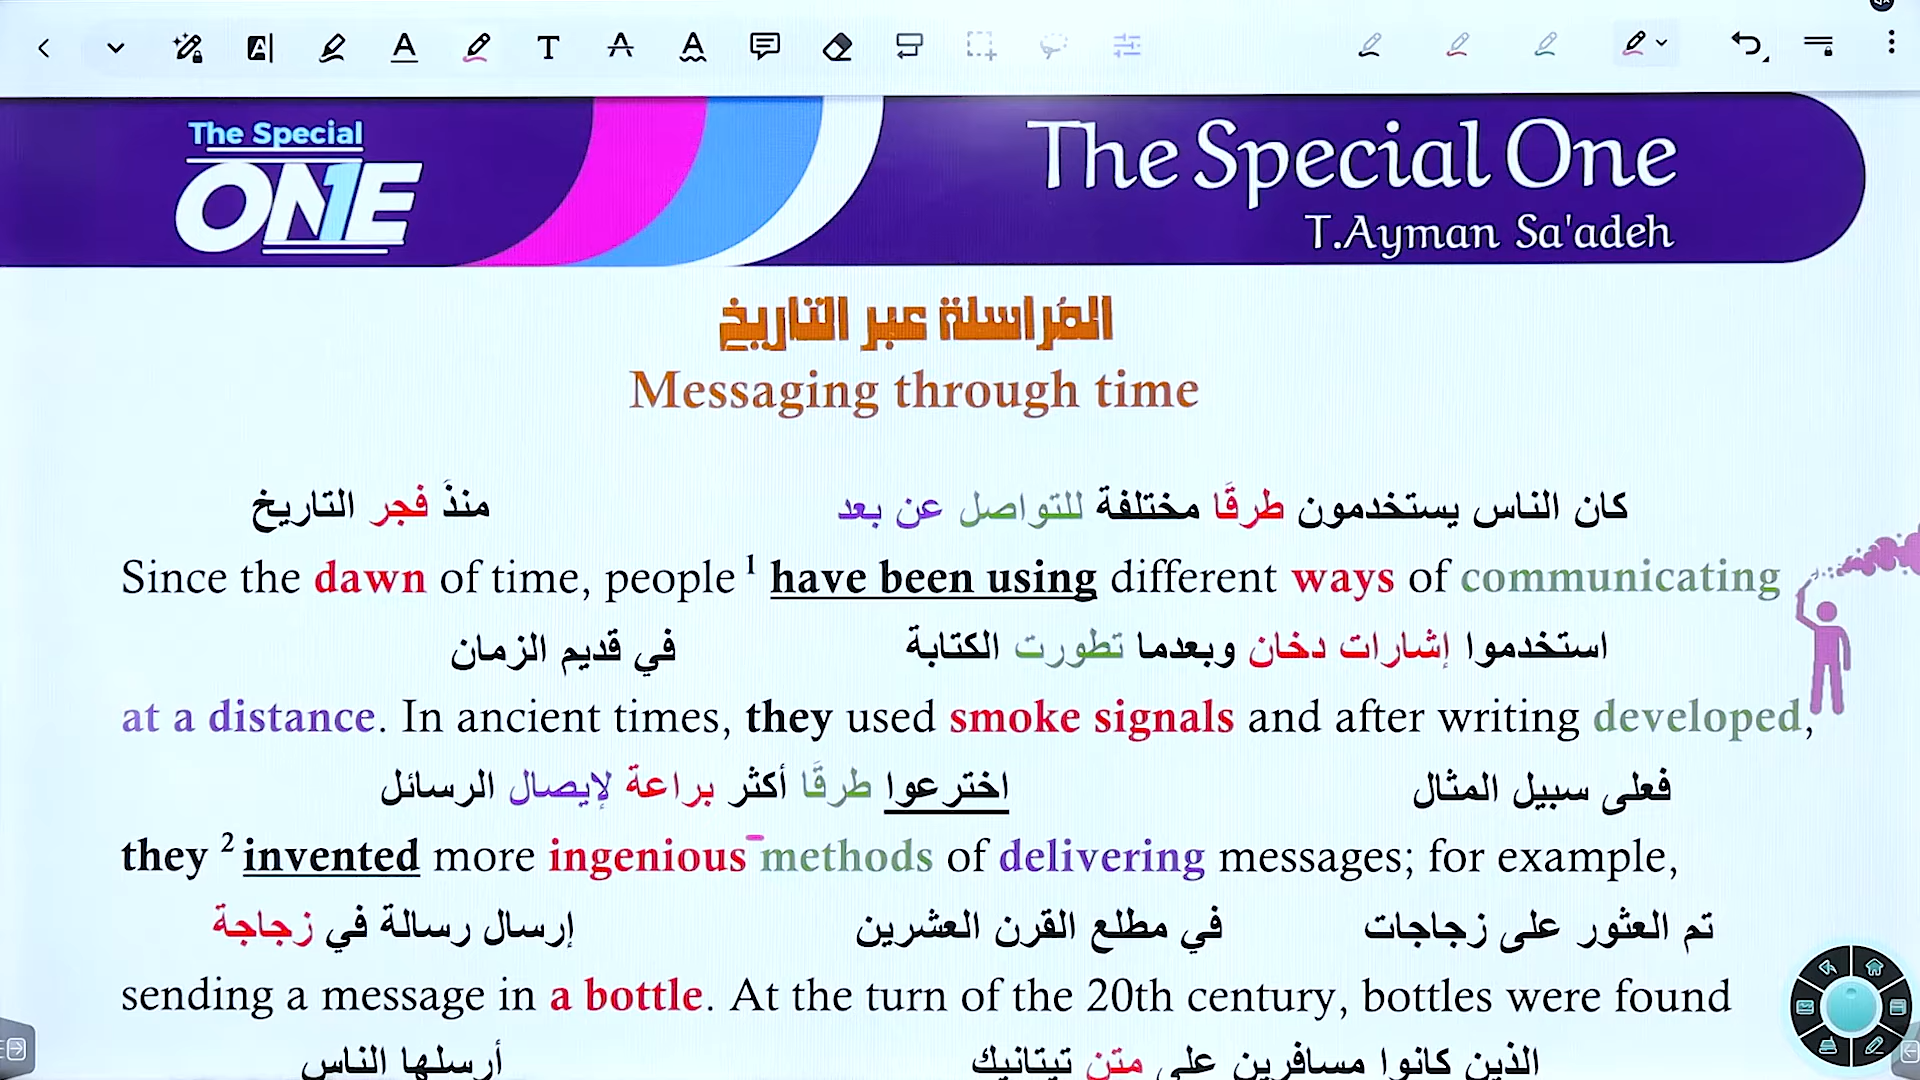 The Special
ONE
The Special One
T.Ayman Sa'adeh
المُراسلة عبر التاريخ
Messaging through time
كان الناس يستخدمون طرقًا مختلفة للتواصل عن بعد منذ فجر التاريخ
Since the dawn of time, people ¹ have been using different ways of communicating
استخدموا إشارات دخان وبعدما تطورت الكتابة في قديم الزمان
at a distance. In ancient times, they used smoke signals and after writing developed,
فعلى سبيل المثال اخترعوا طرقًا أكثر براعة لإيصال الرسائل
they ² invented more ingenious methods of delivering messages; for example,
تم العثور على زجاجات في مطلع القرن العشرين إرسال رسالة في زجاجة
sending a message in a bottle. At the turn of the 20th century, bottles were found
الذين كانوا مسافرين على متن تيتانيك أرسلها الناس